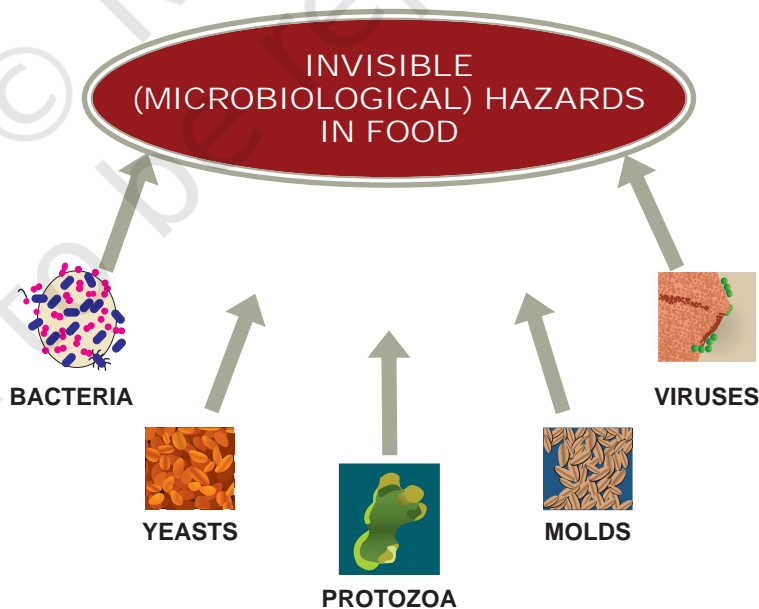 INVISIBLE
(MICROBIOLOGICAL) HAZARDS
IN FOOD
BACTERIA
VIRUSES
YEASTS
MOLDS
PROTOZOA